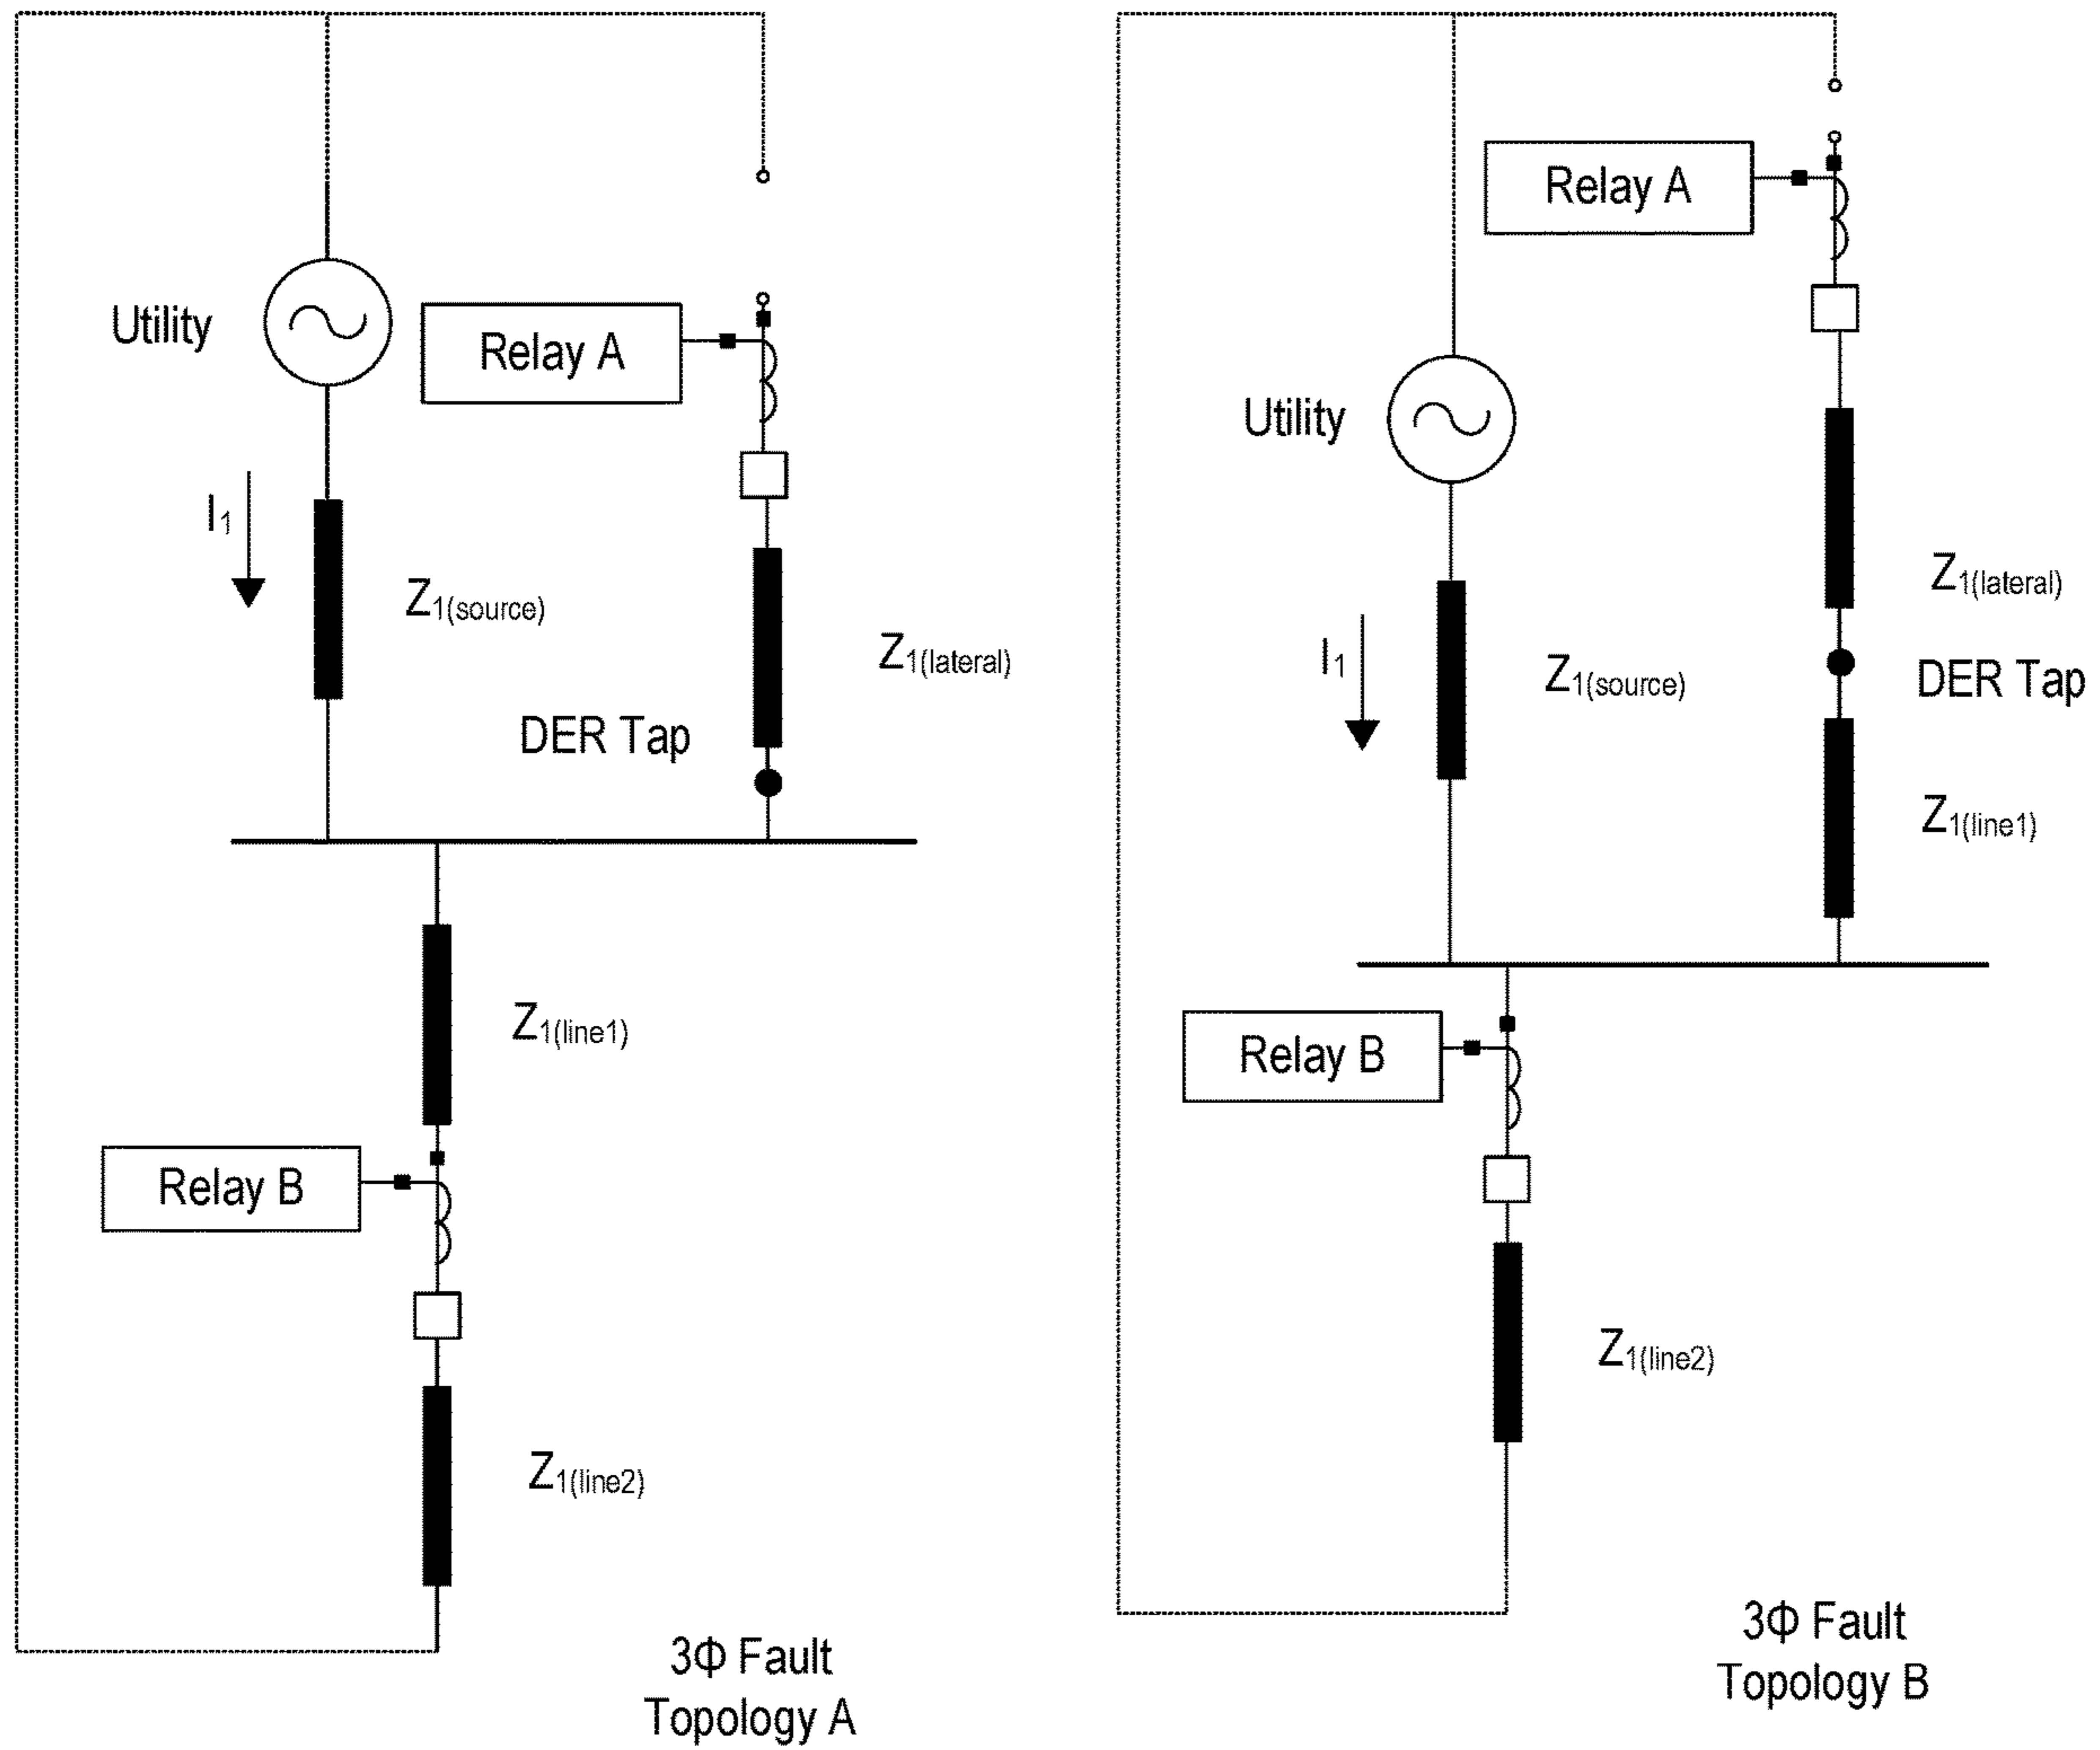 Utility
Relay A
I1
Z1(source)
Z1(lateral)
DER Tap
Z1(line1)
Relay B
Z1(line2)
3Φ Fault
Topology A
Relay A
Utility
Z1(lateral)
I1
Z1(source)
DER Tap
Z1(line1)
Relay B
Z1(line2)
3Φ Fault
Topology B